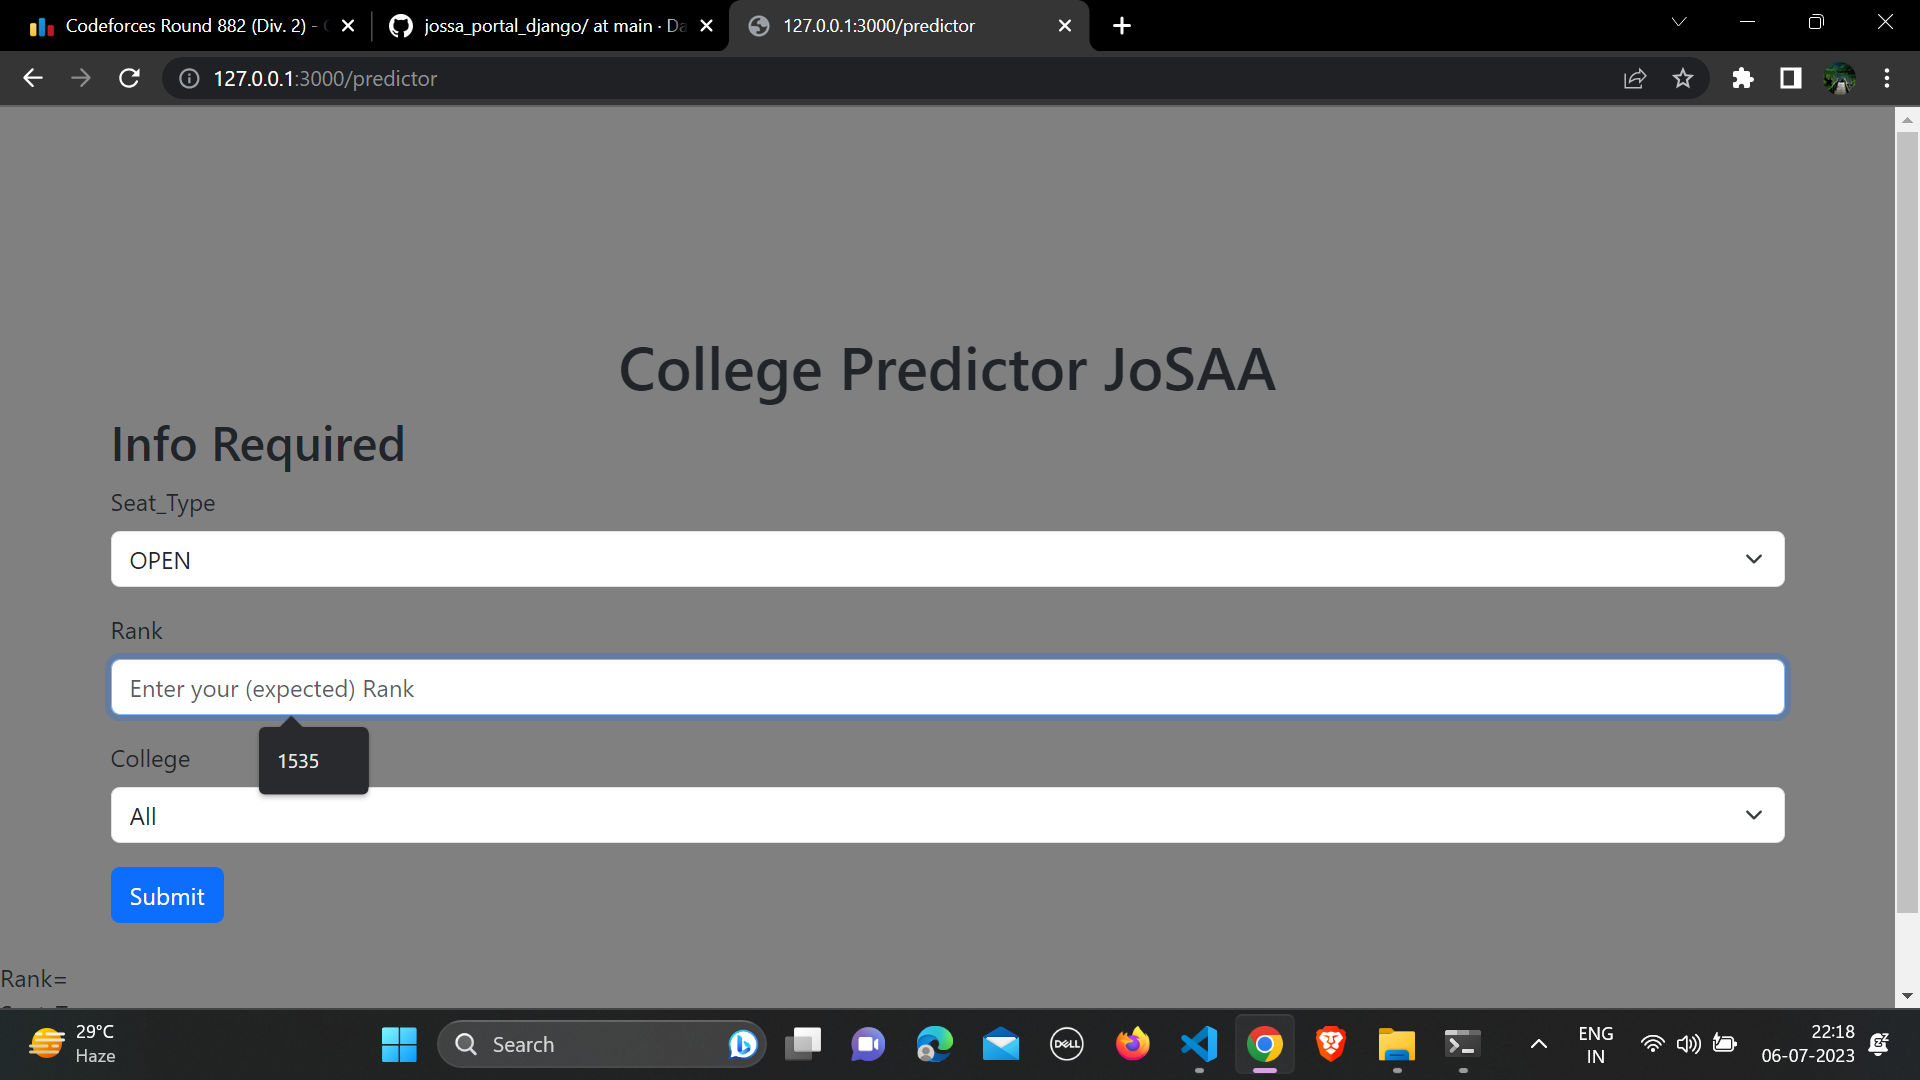 Codeforces Round 882 (Div. 2) -
jossa_portal_django/ at main · Da
127.0.0.1:3000/predictor
127.0.0.1:3000/predictor
College Predictor JoSAA
Info Required
Seat_Type
OPEN
Rank
Enter your (expected) Rank
1535
College
All
Submit
Rank=
29°C
Haze
Search
DELL
ENG
IN
22:18
06-07-2023